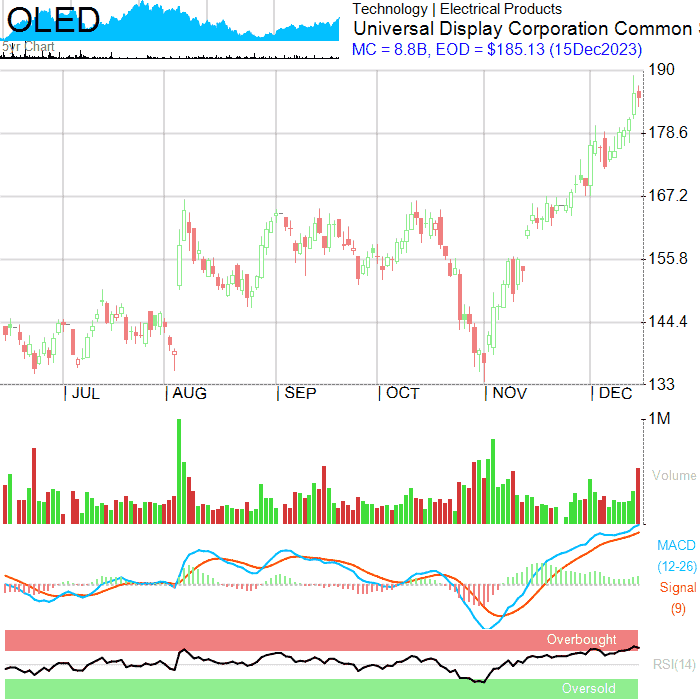 OLED
5yr Chart
Technology | Electrical Products
Universal Display Corporation Common
MC = 8.8B, EOD = $185.13 (15Dec2023)
190
178.6
167.2
155.8
144.4
133
JUL AUG SEP OCT NOV DEC
1M
Volume
MACD
(12-26)
Signal
(9)
Overbought
RSI(14)
Oversold